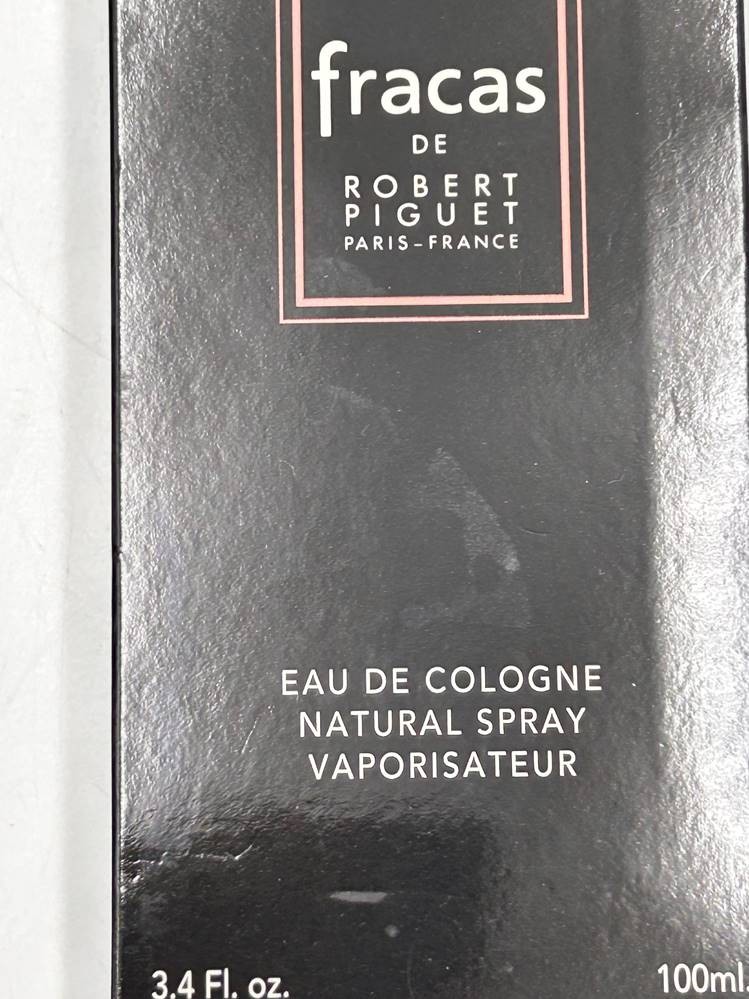 fracas
DE
ROBERT
PIGUET
PARIS–FRANCE
EAU DE COLOGNE
NATURAL SPRAY
VAPORISATEUR
3.4 Fl. oz. 100ml.